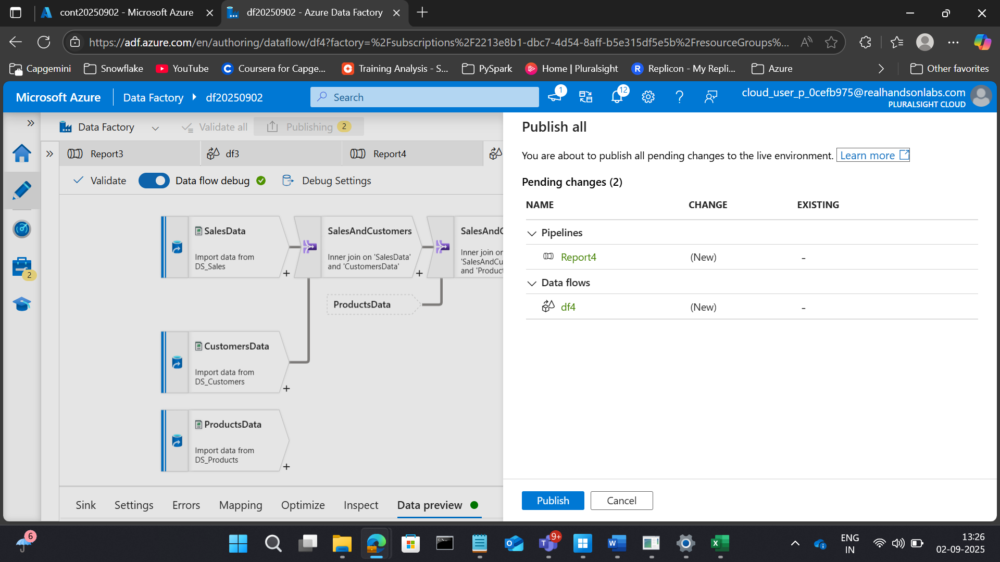 cont20250902 - Microsoft Azure
df20250902 - Azure Data Factory
https://adf.azure.com/en/authoring/dataflow/df4?factory=%2Fsubscriptions%2F2213e8b1-dbc7-4d54-8aff-b5e315df5e5b%2FresourceGroups%...
Capgemini
Snowflake
YouTube
Coursera for Capge...
Training Analysis - S...
PySpark
Home | Pluralsight
Replicon - My Repli...
Azure
Other favorites
Microsoft Azure
Data Factory
df20250902
Search
1
12
cloud_user_p_0cefb975@realhandsonlabs.com
PLURALSIGHT CLOUD
Data Factory
Validate all
Publishing
2
Report3
df3
Report4
Validate
Data flow debug
Debug Settings
2
SalesData
Import data from
DS_Sales
SalesAndCustomers
Inner join on 'SalesData'
and 'CustomersData'
SalesAndC
Inner join on
'SalesAndCu
and 'Product
ProductsData
CustomersData
Import data from
DS_Customers
ProductsData
Import data from
DS_Products
Sink
Settings
Errors
Mapping
Optimize
Inspect
Data preview
Publish all
You are about to publish all pending changes to the live environment. Learn more
Pending changes (2)
NAME CHANGE EXISTING
Pipelines
Report4 (New) -
Data flows
df4 (New) -
Publish
Cancel
6
9+
ENG
IN
13:26
02-09-2025